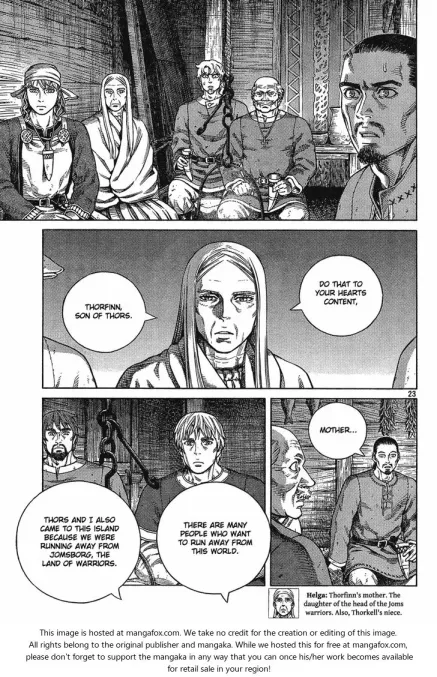 THORFINN,
SON OF THORS.
DO THAT TO
YOUR HEARTS
CONTENT,
23
THORS AND I ALSO
CAME TO THIS ISLAND
BECAUSE WE WERE
RUNNING AWAY FROM
JOMSBORG, THE
LAND OF WARRIORS.
THERE ARE MANY
PEOPLE WHO WANT
TO RUN AWAY FROM
THIS WORLD.
MOTHER...
Helga: Thorfinn's mother. The
daughter of the head of the Joms
warriors. Also, Thorkell's niece.
This image is hosted at mangafox.com. We take no credit for the creation or editing of this image.
All rights belong to the original publisher and mangaka. While we hosted this for free at mangafox.com,
please don't forget to support the mangaka in any way that you can once his/her work becomes available
for retail sale in your region!